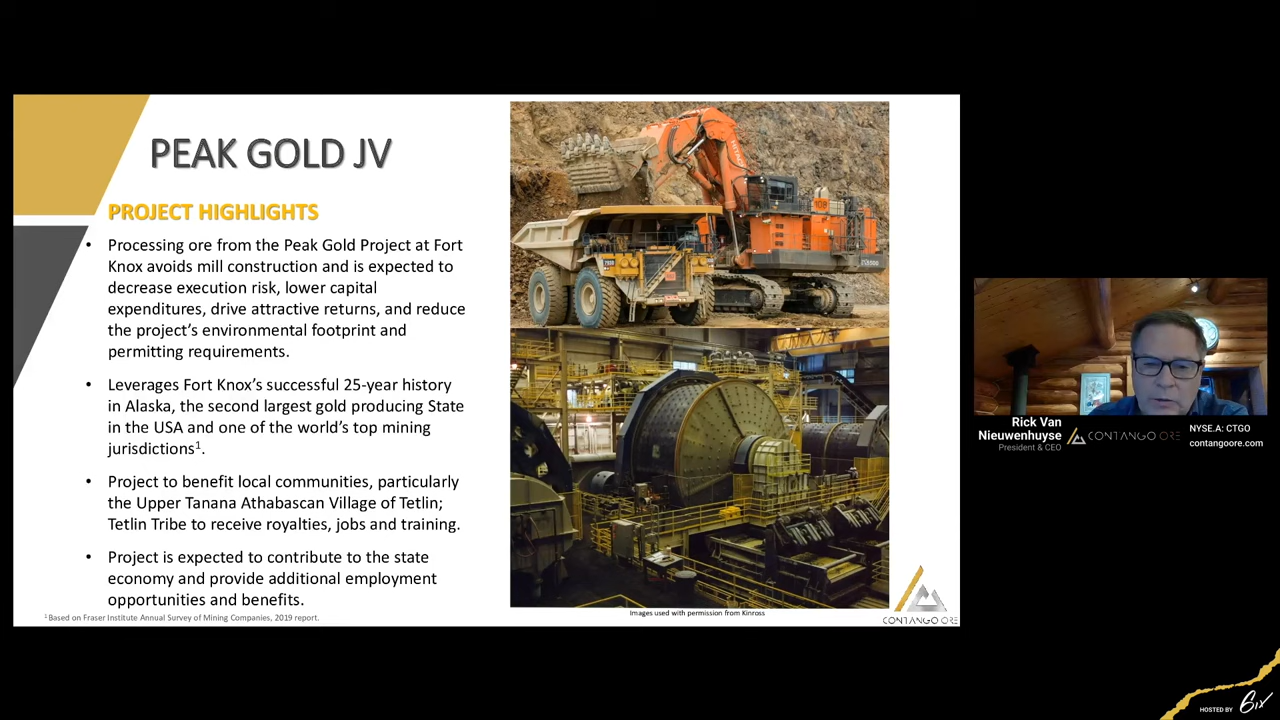 PEAK GOLD JV
PROJECT HIGHLIGHTS
• Processing ore from the Peak Gold Project at Fort
Knox avoids mill construction and is expected to
decrease execution risk, lower capital
expenditures, drive attractive returns, and reduce
the project's environmental footprint and
permitting requirements.
• Leverages Fort Knox's successful 25-year history
in Alaska, the second largest gold producing State
in the USA and one of the world's top mining
jurisdictions¹.
• Project to benefit local communities, particularly
the Upper Tanana Athabascan Village of Tetlin;
Tetlin Tribe to receive royalties, jobs and training.
• Project is expected to contribute to the state
economy and provide additional employment
opportunities and benefits.
¹Based on Fraser Institute Annual Survey of Mining Companies, 2019 report.
HITACHI
108
Images used with permission from Kinross
CONTANGO ORE
Rick Van
Nieuwenhuyse
President & CEO
CONTANGO ORE
NYSE.A: CTGO
contangoore.com
HOSTED BY 6ix